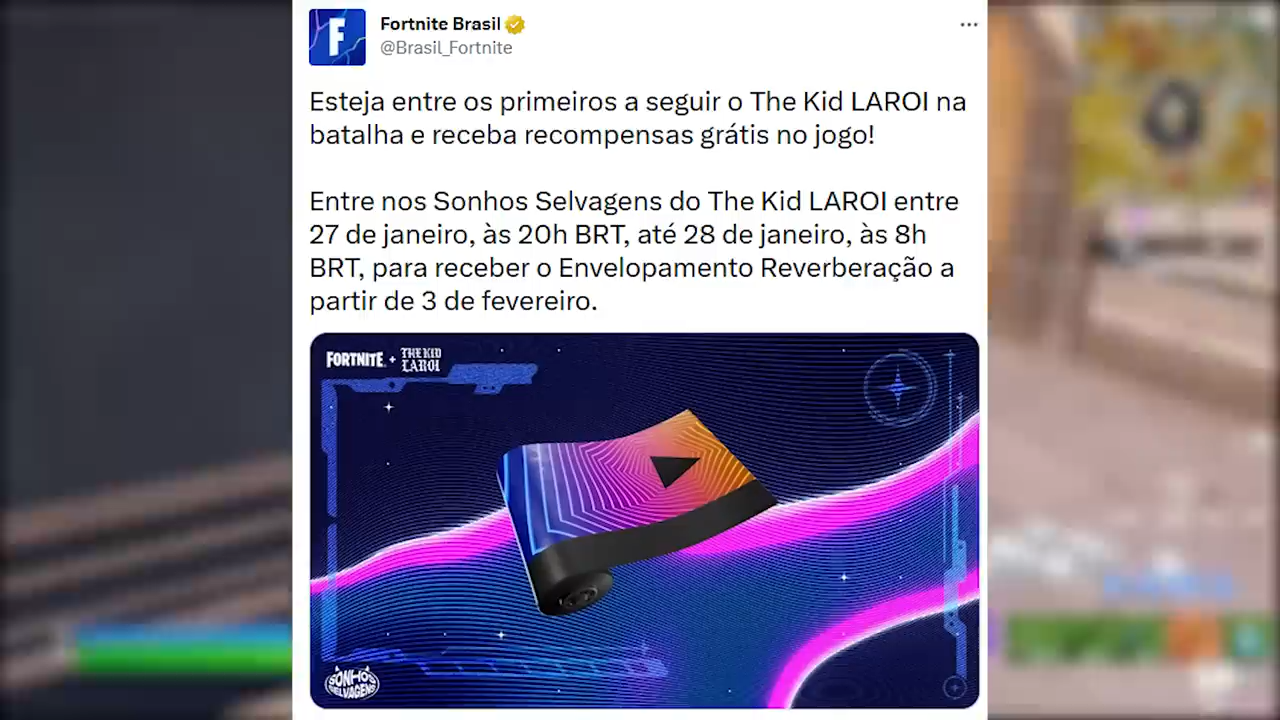 Fortnite Brasil
@Brasil_Fortnite
Esteja entre os primeiros a seguir o The Kid LAROI na
batalha e receba recompensas grátis no jogo!
Entre nos Sonhos Selvagens do The Kid LAROI entre
27 de janeiro, às 20h BRT, até 28 de janeiro, às 8h
BRT, para receber o Envelopamento Reverberação a
partir de 3 de fevereiro.
FORTNITE + THE KID
LAROI
SONHOS
SELVAGENS